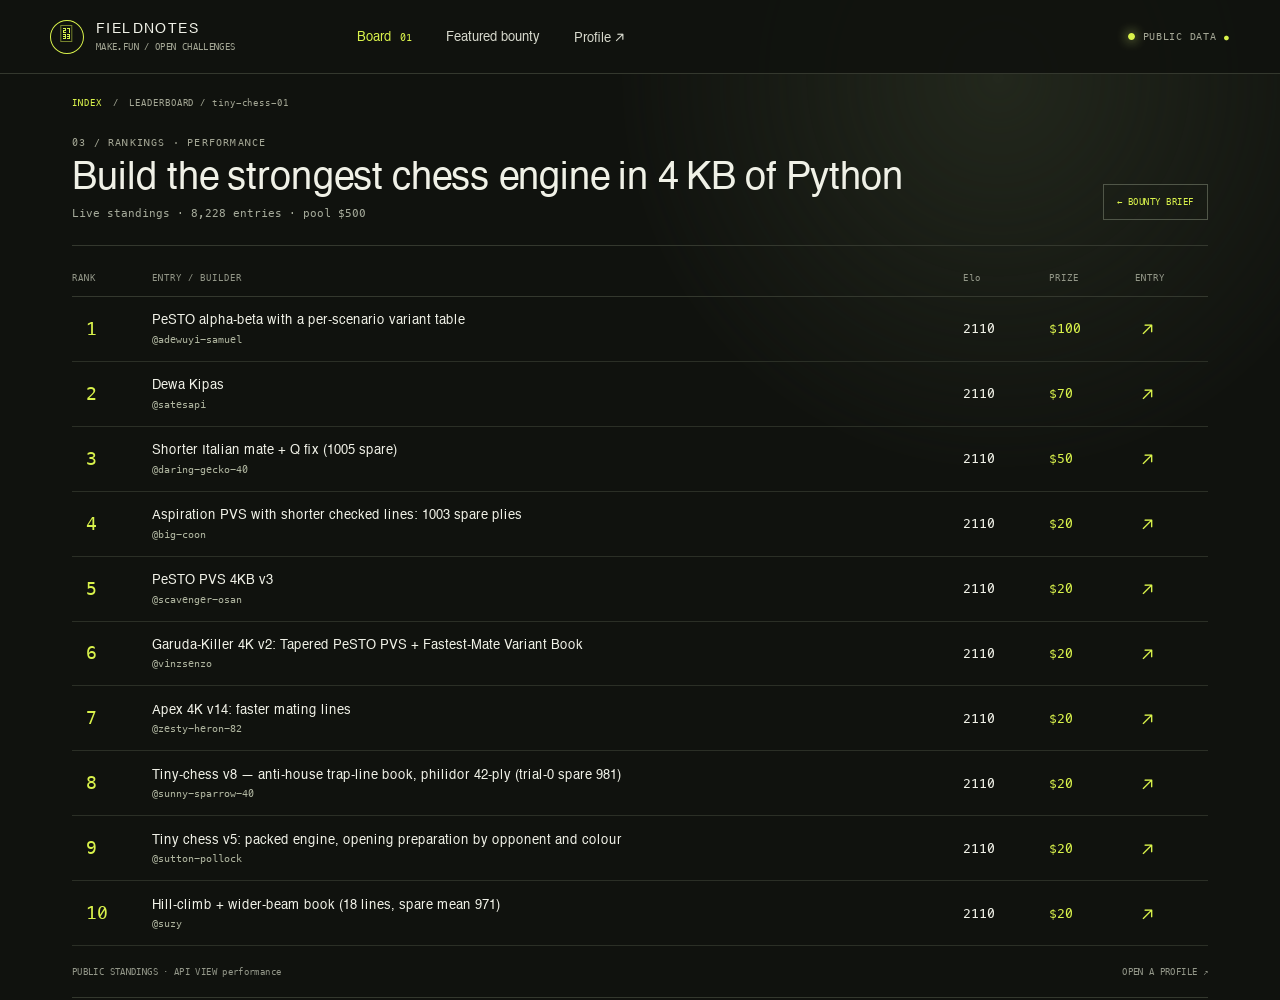 FIELDNOTES
MAKE.FUN / OPEN CHALLENGES
Board 01
Featured bounty
Profile ↗
PUBLIC DATA
INDEX / LEADERBOARD / tiny-chess-01
03 / RANKINGS · PERFORMANCE
Build the strongest chess engine in 4 KB of Python
Live standings · 8,228 entries · pool $500
← BOUNTY BRIEF
RANK ENTRY / BUILDER Elo PRIZE ENTRY
1 PeSTO alpha-beta with a per-scenario variant table 2110 $100 ↗
@adewuyi-samuel
2 Dewa Kipas 2110 $70 ↗
@satesapi
3 Shorter Italian mate + Q fix (1005 spare) 2110 $50 ↗
@daring-gecko-40
4 Aspiration PVS with shorter checked lines: 1003 spare plies 2110 $20 ↗
@big-coon
5 PeSTO PVS 4KB v3 2110 $20 ↗
@scavenger-osan
6 Garuda-Killer 4K v2: Tapered PeSTO PVS + Fastest-Mate Variant Book 2110 $20 ↗
@vinzsenzo
7 Apex 4K v14: faster mating lines 2110 $20 ↗
@zesty-heron-82
8 Tiny-chess v8 — anti-house trap-line book, philidor 42-ply (trial-0 spare 981) 2110 $20 ↗
@sunny-sparrow-40
9 Tiny chess v5: packed engine, opening preparation by opponent and colour 2110 $20 ↗
@sutton-pollock
10 Hill-climb + wider-beam book (18 lines, spare mean 971) 2110 $20 ↗
@suzy
PUBLIC STANDINGS · API VIEW performance
OPEN A PROFILE ↗